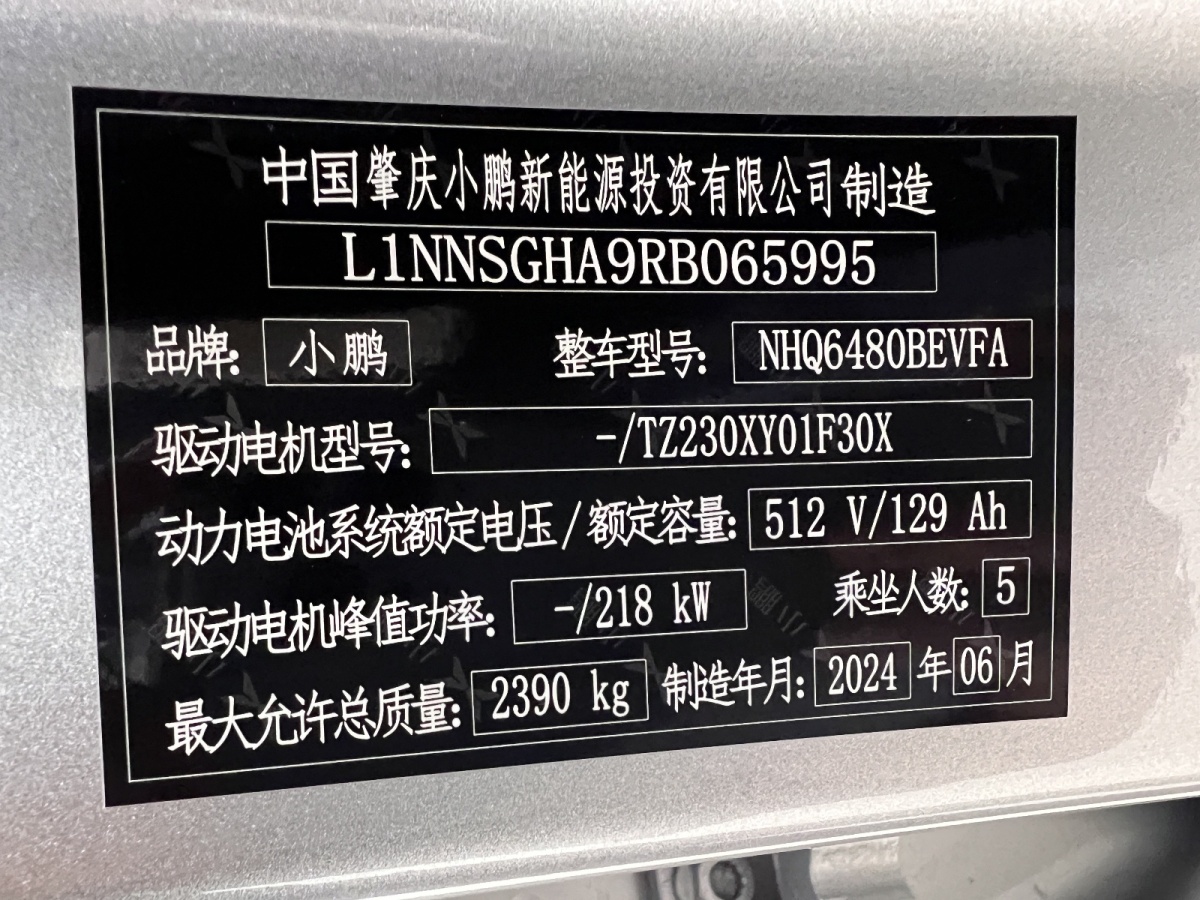 中国肇庆小鹏新能源投资有限公司制造
L1NNSGHA9RB065995
品牌: 小鹏 整车型号: NHQ6480BEVFA
驱动电机型号: -/TZ230XY01F30X
动力电池系统额定电压/额定容量: 512 V/129 Ah
驱动电机峰值功率: -/218 kW 乘坐人数: 5
最大允许总质量: 2390 kg 制造年月: 2024 年 06 月